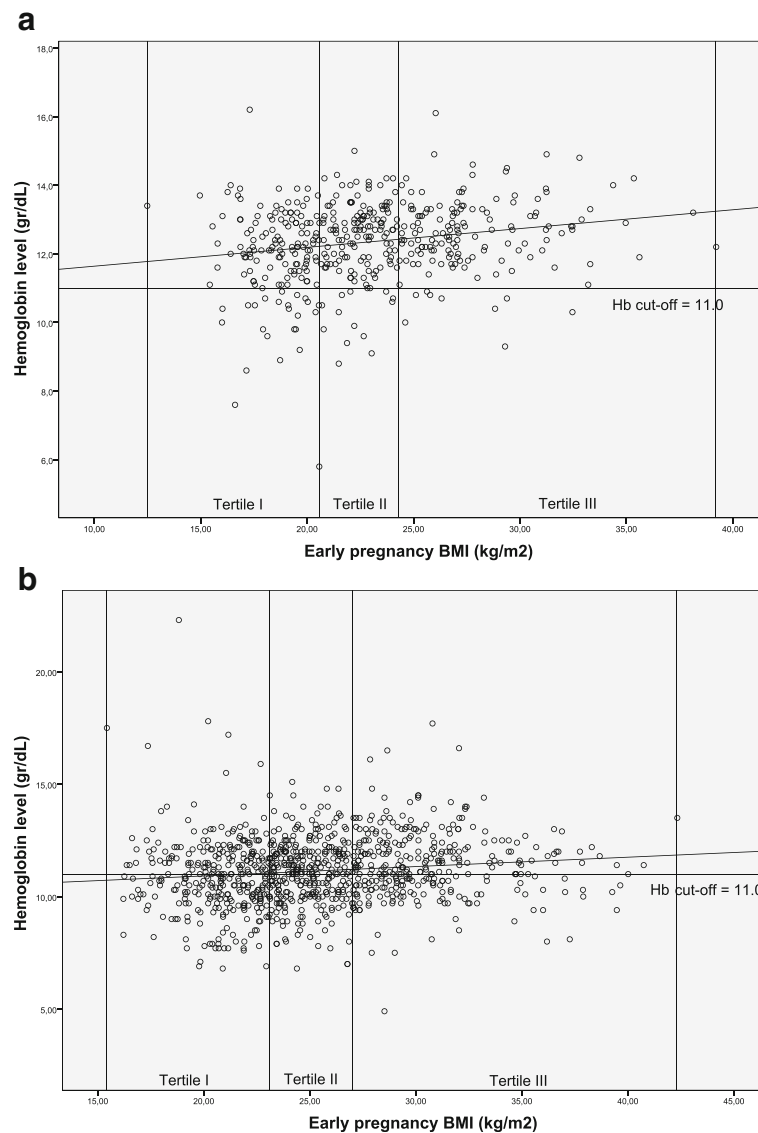 a
18,0
16,0
14,0
12,0
10,0
8,0
6,0
Hemoglobin level (gr/dL)
Hb cut-off = 11.0
Tertile I
Tertile II
Tertile III
10,00
15,00
20,00
25,00
30,00
35,00
40,00
Early pregnancy BMI (kg/m2)
b
20,00
15,00
10,00
5,00
Hemoglobin level (gr/dL)
Hb cut-off = 11.0
Tertile I
Tertile II
Tertile III
15,00
20,00
25,00
30,00
35,00
40,00
45,00
Early pregnancy BMI (kg/m2)